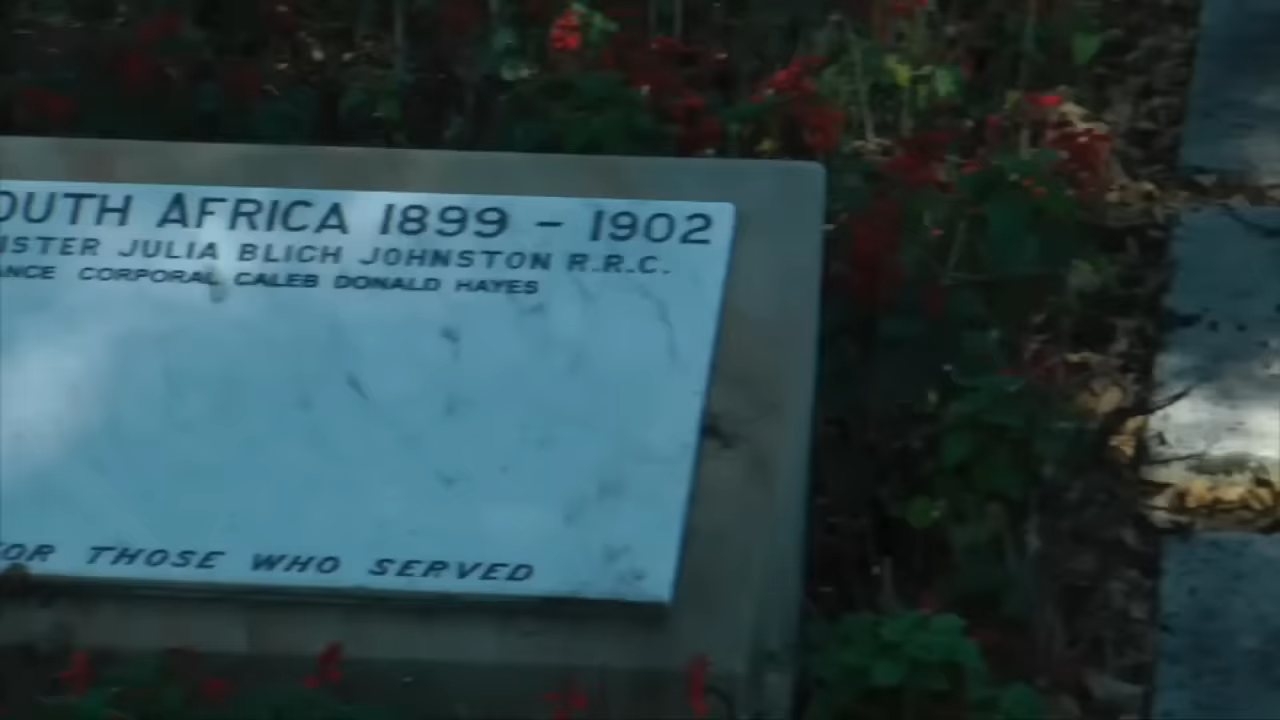 OUTH AFRICA 1899 - 1902
ISTER JULIA BLICH JOHNSTON R.R.C.
ANCE CORPORAL CALEB DONALD HAYES
OR THOSE WHO SERVED